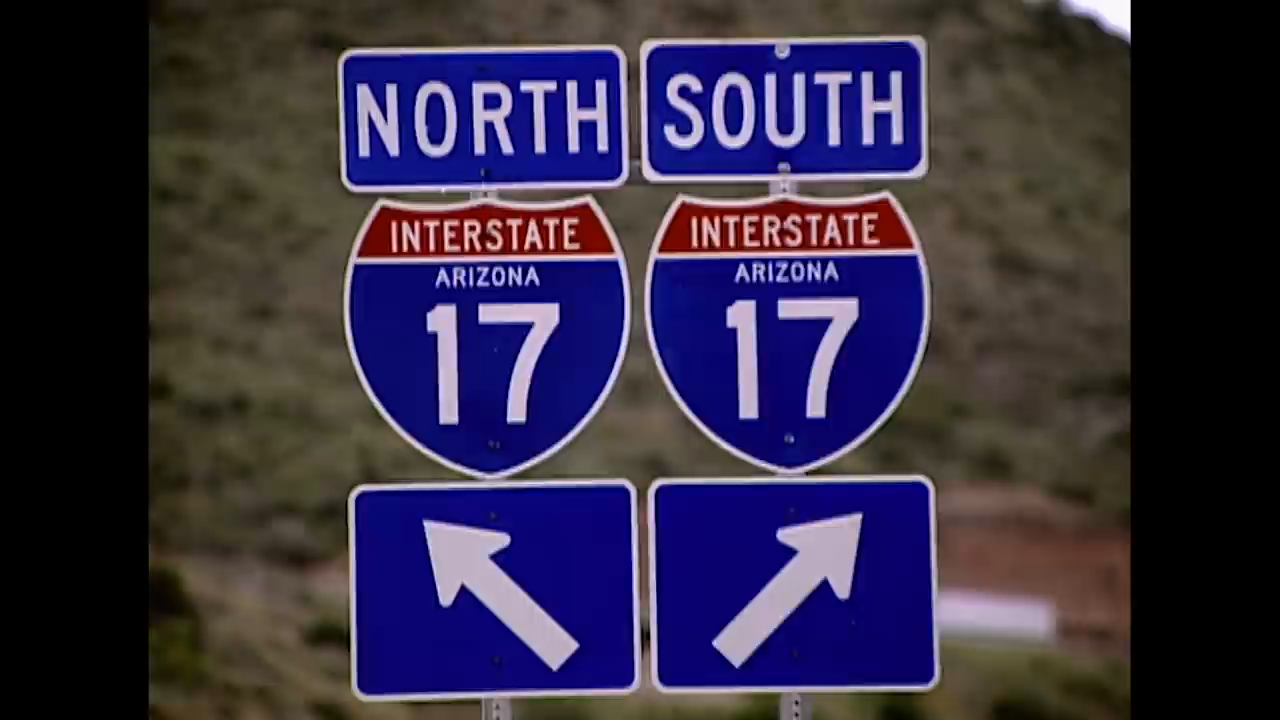 NORTH
INTERSTATE
ARIZONA
17
SOUTH
INTERSTATE
ARIZONA
17